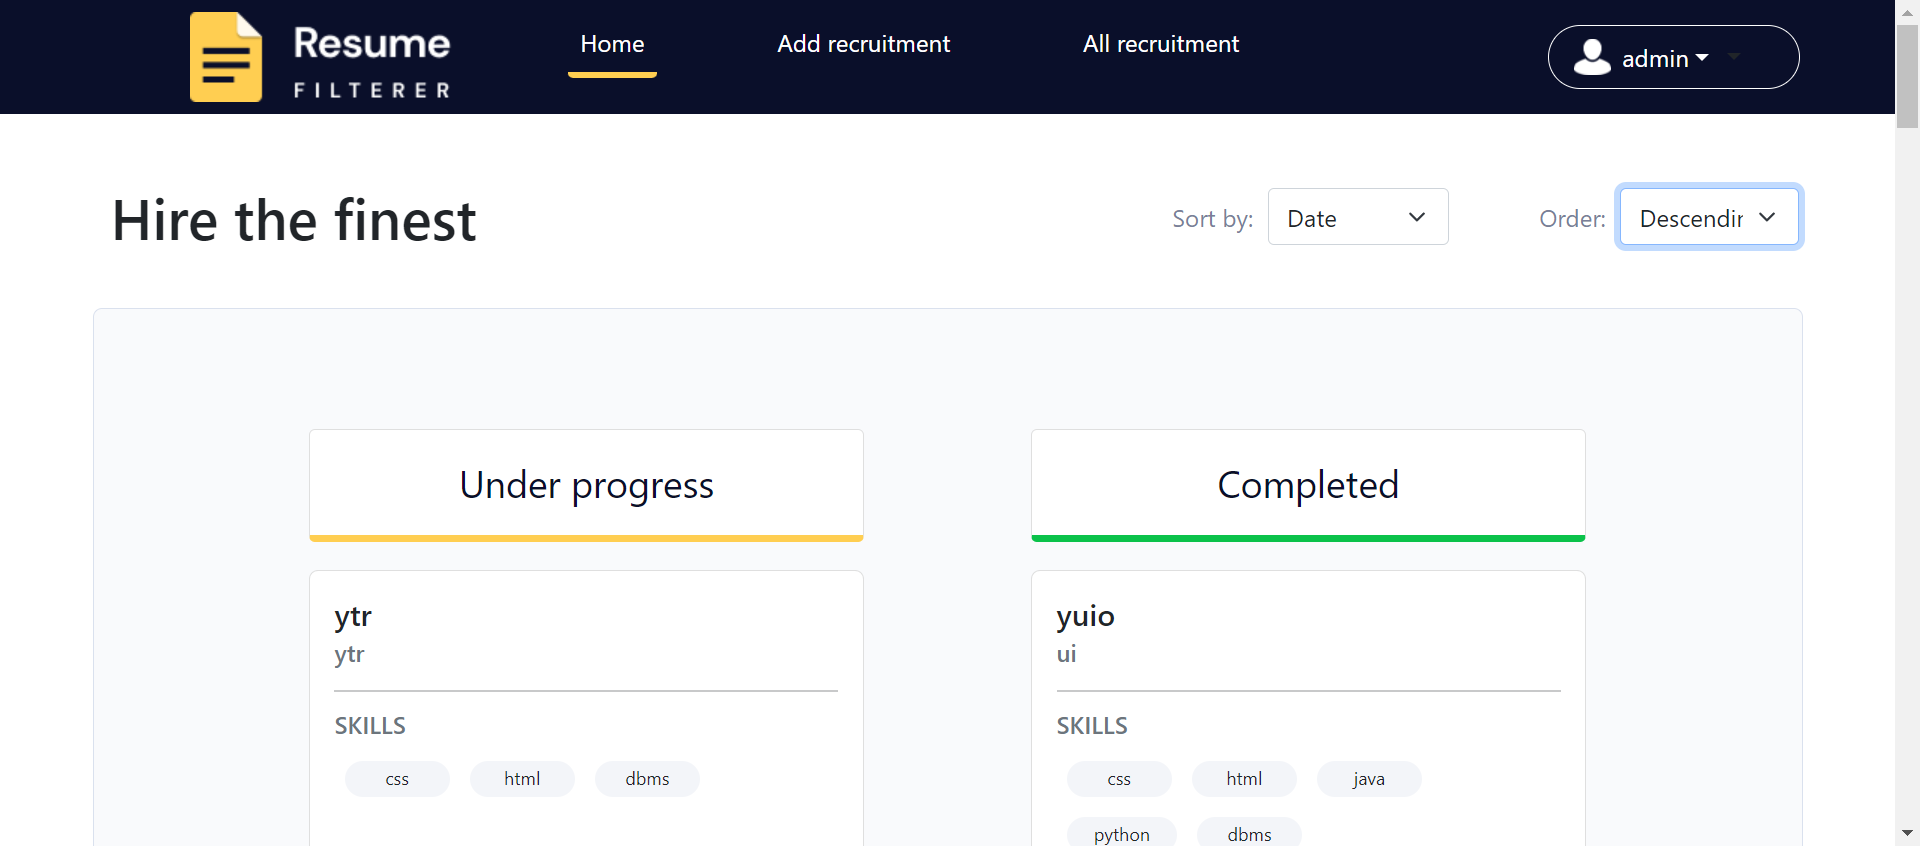 Resume
FILTERER
Home
Add recruitment
All recruitment
admin
Hire the finest
Sort by:
Date
Order:
Descendir
Under progress
Completed
ytr
ytr
SKILLS
css
html
dbms
yuio
ui
SKILLS
css
html
java
python
dbms